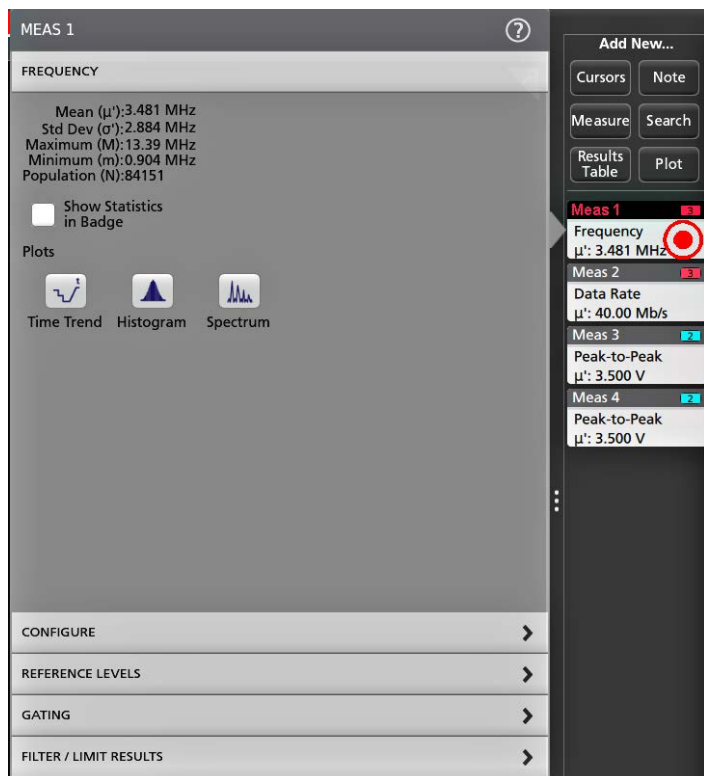 MEAS 1
?
FREQUENCY
Mean (µ'):3.481 MHz
Std Dev (σ'):2.884 MHz
Maximum (M):13.39 MHz
Minimum (m):0.904 MHz
Population (N):84151
Show Statistics
in Badge
Plots
Time Trend
Histogram
Spectrum
CONFIGURE
REFERENCE LEVELS
GATING
FILTER / LIMIT RESULTS
Add New...
Cursors
Note
Measure
Search
Results
Table
Plot
Meas 1 3
Frequency
µ': 3.481 MHz
Meas 2 3
Data Rate
µ': 40.00 Mb/s
Meas 3 2
Peak-to-Peak
µ': 3.500 V
Meas 4 2
Peak-to-Peak
µ': 3.500 V